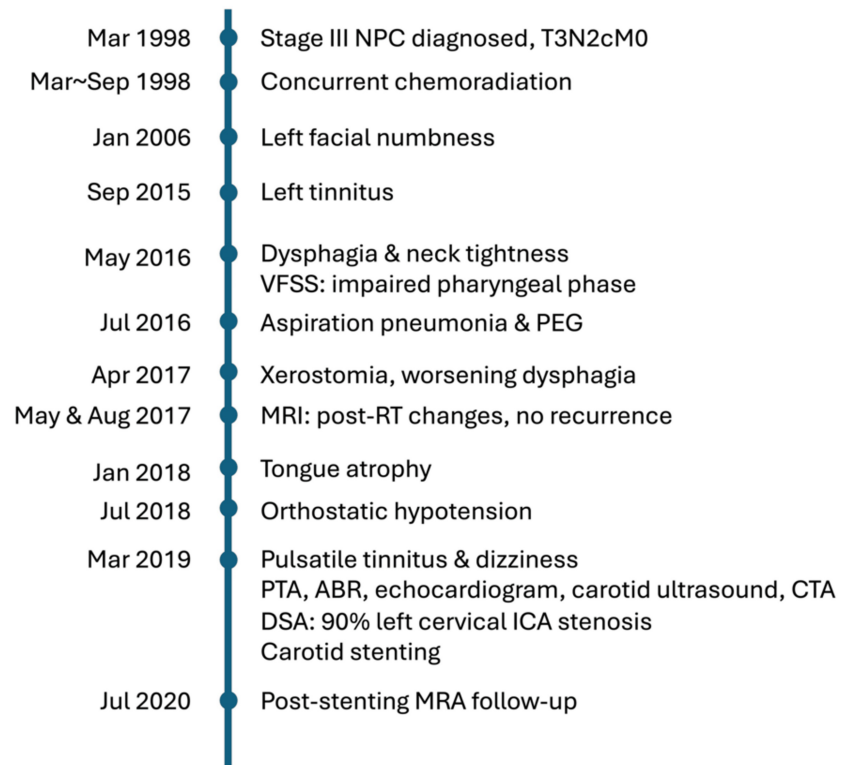 Mar 1998 Stage III NPC diagnosed, T3N2cM0
Mar~Sep 1998 Concurrent chemoradiation
Jan 2006 Left facial numbness
Sep 2015 Left tinnitus
May 2016 Dysphagia & neck tightness
VFSS: impaired pharyngeal phase
Jul 2016 Aspiration pneumonia & PEG
Apr 2017 Xerostomia, worsening dysphagia
May & Aug 2017 MRI: post-RT changes, no recurrence
Jan 2018 Tongue atrophy
Jul 2018 Orthostatic hypotension
Mar 2019 Pulsatile tinnitus & dizziness
PTA, ABR, echocardiogram, carotid ultrasound, CTA
DSA: 90% left cervical ICA stenosis
Carotid stenting
Jul 2020 Post-stenting MRA follow-up